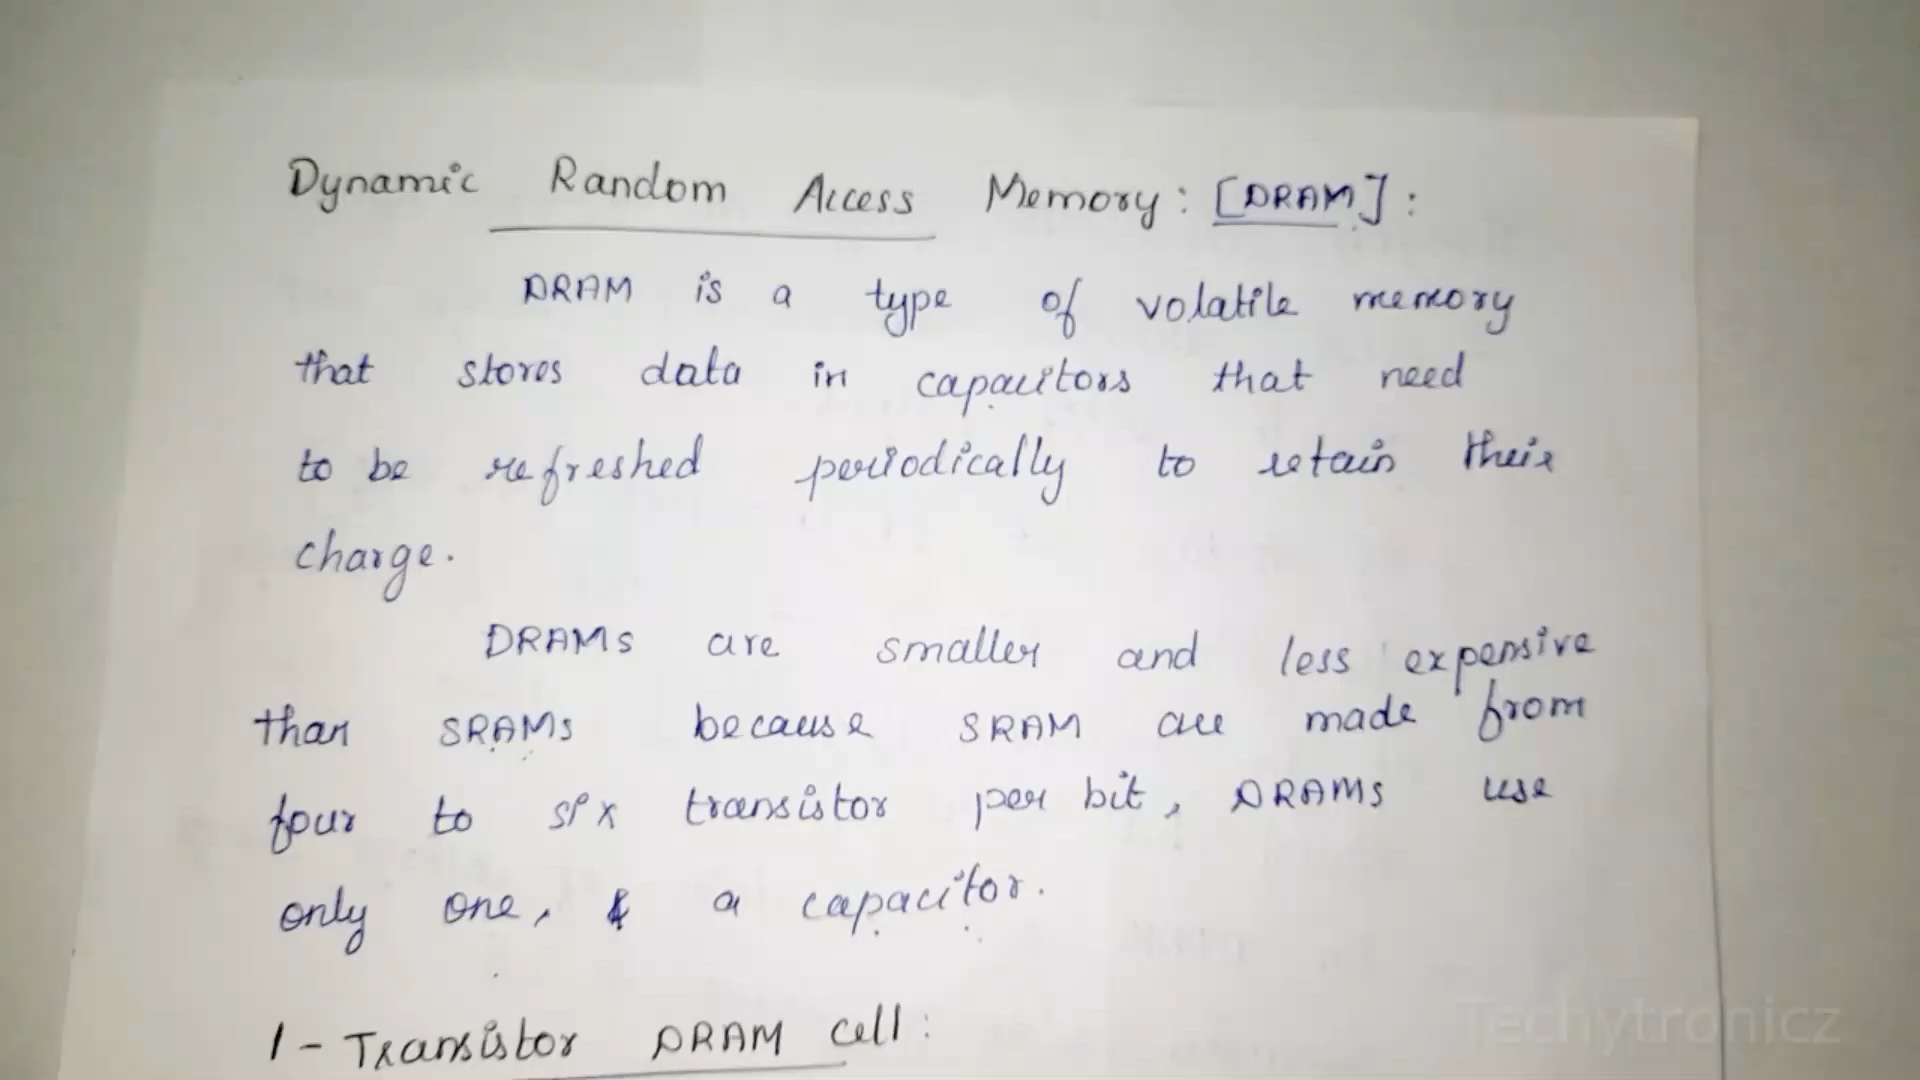 Dynamic Random Access Memory: [DRAM]:
DRAM is a type of volatile memory
that stores data in capacitors that need
to be refreshed periodically to retain their
charge.
DRAMs are smaller and less expensive
than SRAMs because SRAM are made from
four to six transistor per bit, DRAMs use
only one, & a capacitor.
1-Transistor DRAM cell:
Techytronicz